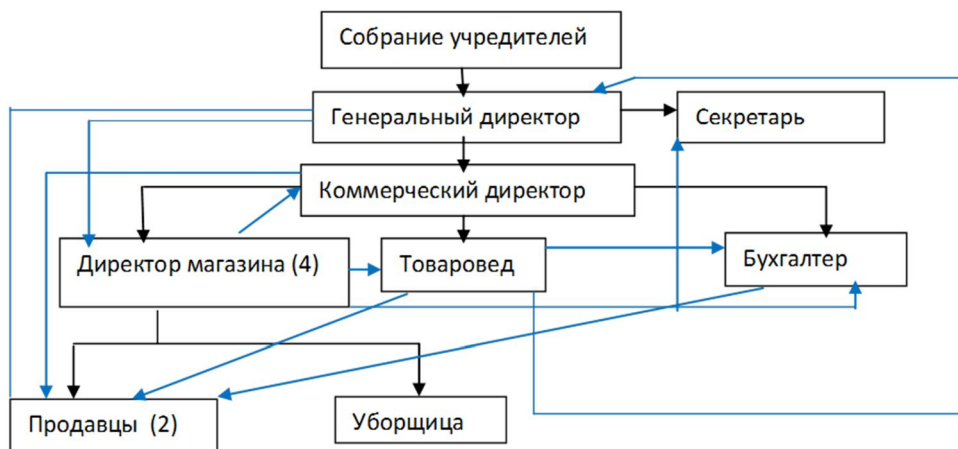 Собрание учредителей
Генеральный директор
Секретарь
Коммерческий директор
Директор магазина (4)
Товаровед
Бухгалтер
Продавцы (2)
Уборщица